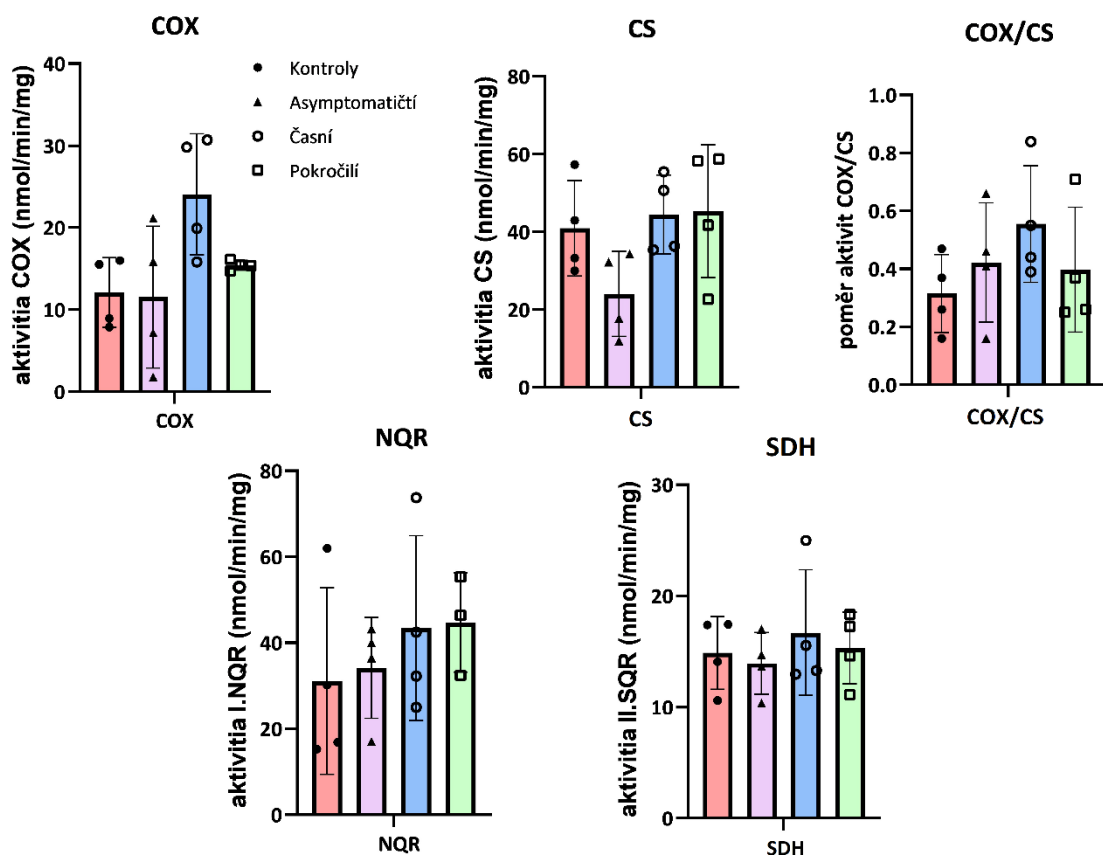 COX
aktivitia COX (nmol/min/mg)
40
30
20
10
0
COX
Kontroly
Asymptomatičtí
Časní
Pokročilí
CS
aktivitia CS (nmol/min/mg)
80
60
40
20
0
CS
COX/CS
poměr aktivit COX/CS
1.0
0.8
0.6
0.4
0.2
0.0
COX/CS
NQR
aktivitia I.NQR (nmol/min/mg)
80
60
40
20
0
NQR
SDH
aktivitia II.SQR (nmol/min/mg)
30
20
10
0
SDH